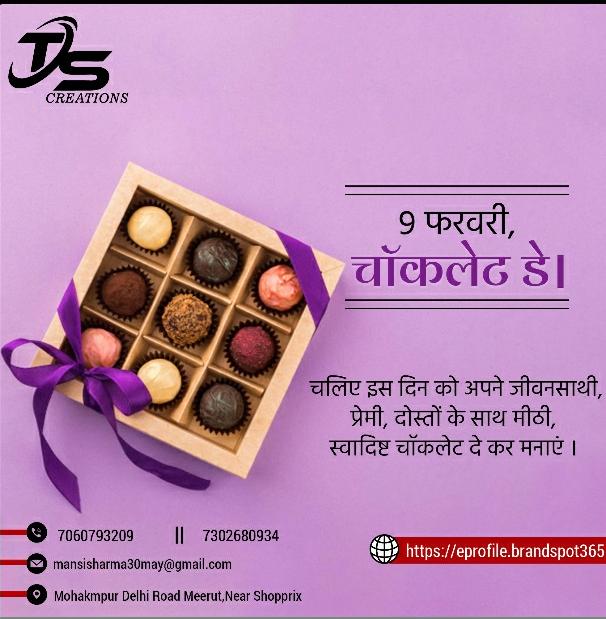 TS
CREATIONS
9 फरवरी,
चॉकलेट डे।
चलिए इस दिन को अपने जीवनसाथी,
प्रेमी, दोस्तों के साथ मीठी,
स्वादिष्ट चॉकलेट दे कर मनाएं ।
7060793209 || 7302680934
mansisharma30may@gmail.com
Mohakmpur Delhi Road Meerut,Near Shopprix
https://eprofile.brandspot365